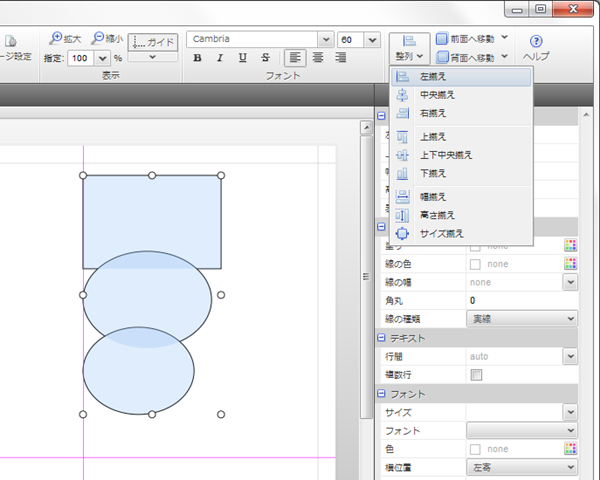 拡大 縮小 ガイド
ージ設定
指定: 100 %
表示
Cambria 60
B I U S
フォント
整列
前面へ移動
背面へ移動
ヘルプ
左揃え
中央揃え
右揃え
上揃え
上下中央揃え
下揃え
幅揃え
高さ揃え
サイズ揃え
none
線の色 none
線の幅 none
角丸 0
線の種類 実線
テキスト
行間 auto
複数行
フォント
サイズ
フォント
色 none
横位置 左寄